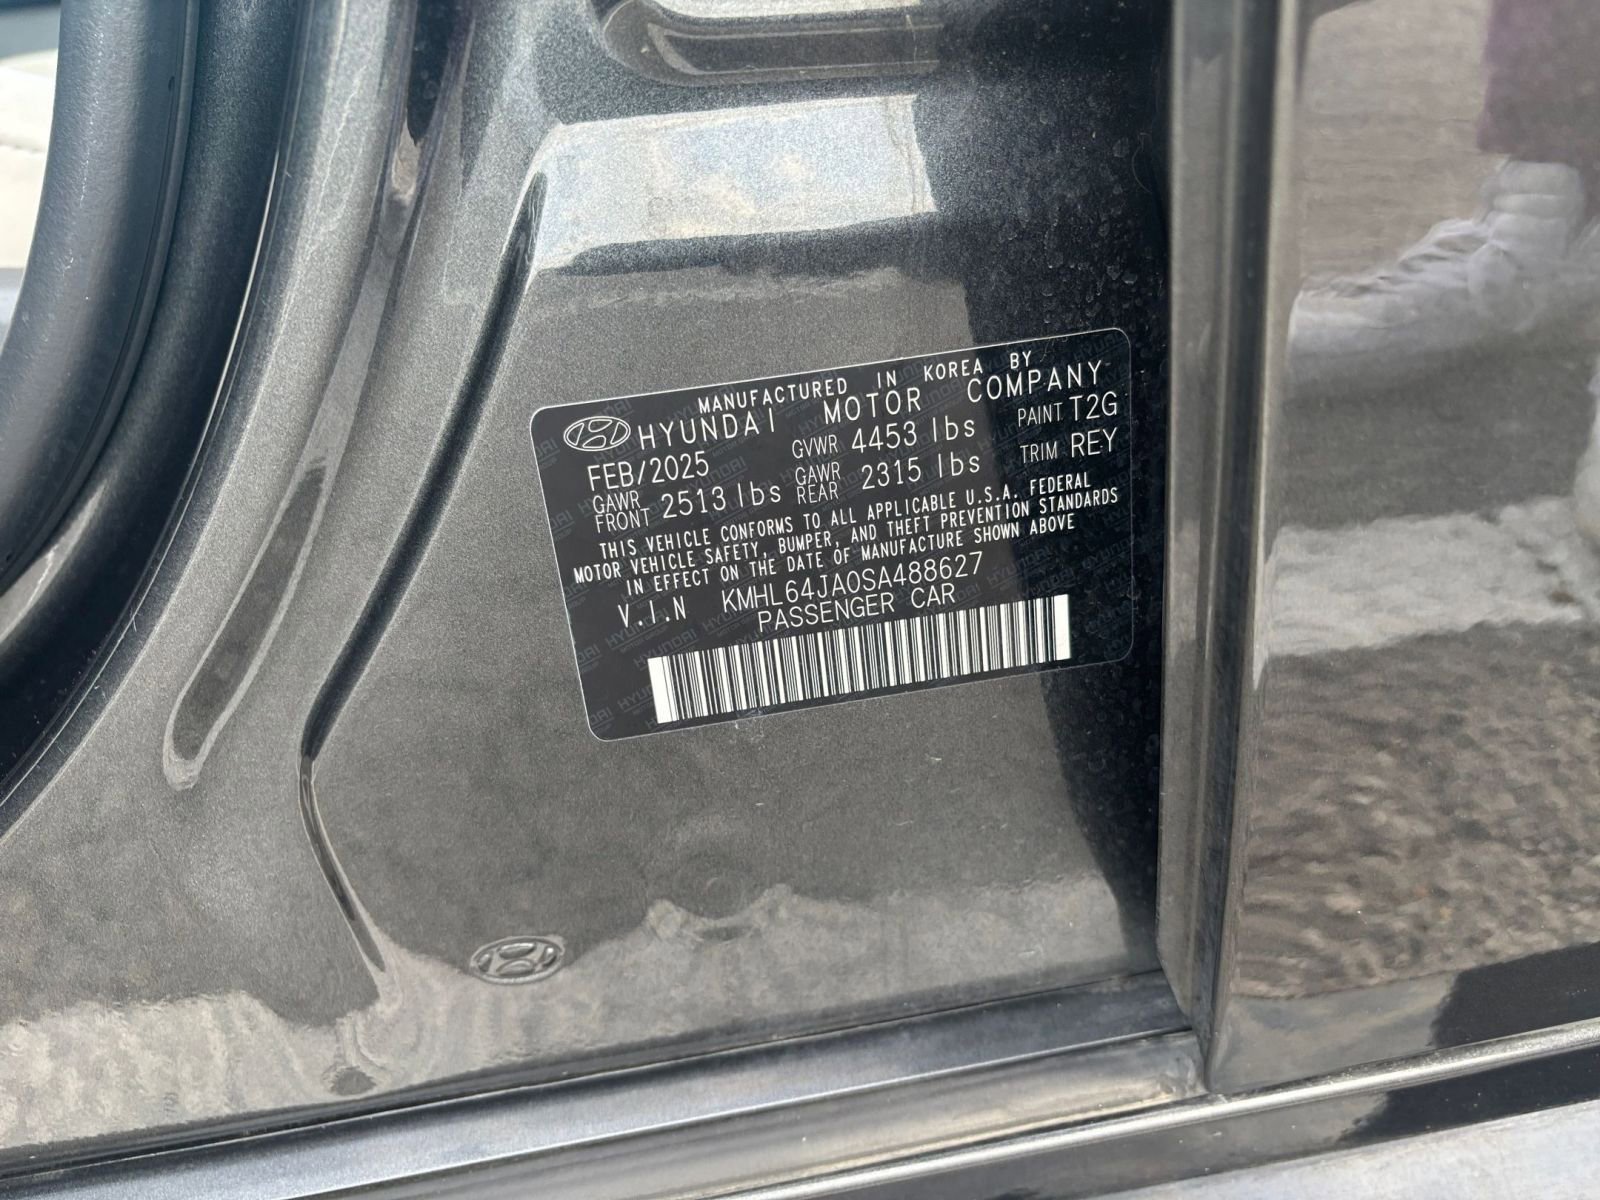 MANUFACTURED IN KOREA BY
HYUNDAI MOTOR COMPANY
FEB/2025 GVWR 4453 lbs PAINT T2G
GAWR FRONT 2513 lbs GAWR REAR 2315 lbs TRIM REY
THIS VEHICLE CONFORMS TO ALL APPLICABLE U.S.A. FEDERAL
MOTOR VEHICLE SAFETY, BUMPER, AND THEFT PREVENTION STANDARDS
IN EFFECT ON THE DATE OF MANUFACTURE SHOWN ABOVE
V.I.N KMHL64JA0SA488627
PASSENGER CAR